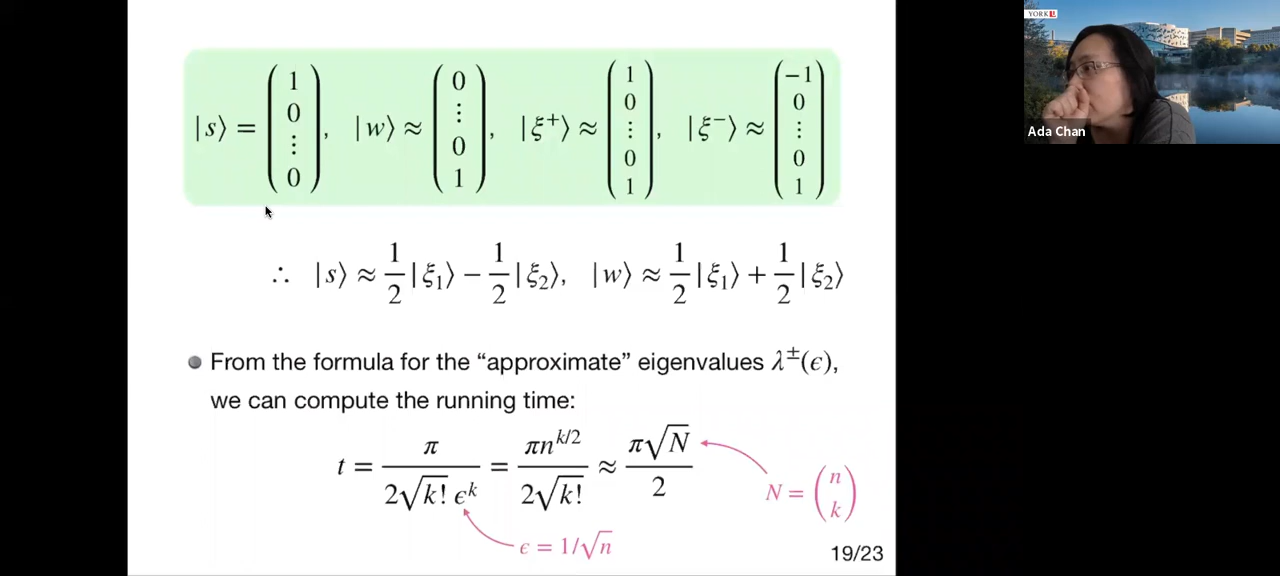 |s⟩ = (1 0 ⋮ 0), |w⟩ ≈ (0 ⋮ 0 1), |ξ⁺⟩ ≈ (1 0 ⋮ 0 1), |ξ⁻⟩ ≈ (−1 0 ⋮ 0 1)
∴ |s⟩ ≈ 1/2|ξ₁⟩ − 1/2|ξ₂⟩, |w⟩ ≈ 1/2|ξ₁⟩ + 1/2|ξ₂⟩
From the formula for the “approximate” eigenvalues λ±(ϵ),
we can compute the running time:
t = π / (2√k! ϵᵏ) = πn^{k/2} / (2√k!) ≈ π√N / 2
N = (n k)
ϵ = 1/√n
19/23
YORK U
Ada Chan